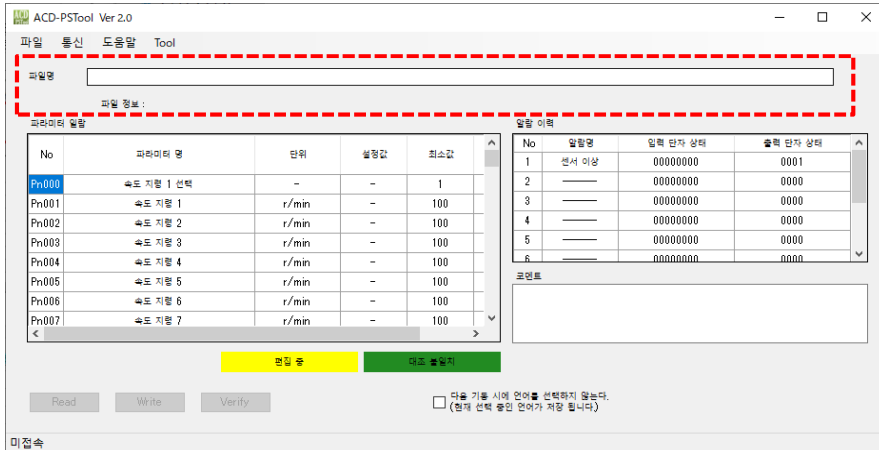 ACD-PSTool Ver 2.0
파일 통신 도움말 Tool
파일명
파일 정보 :
파라미터 일람
No 파라미터 명 단위 설정값 최소값
Pn000 속도 지령 1 선택 - - 1
Pn001 속도 지령 1 r/min - 100
Pn002 속도 지령 2 r/min - 100
Pn003 속도 지령 3 r/min - 100
Pn004 속도 지령 4 r/min - 100
Pn005 속도 지령 5 r/min - 100
Pn006 속도 지령 6 r/min - 100
Pn007 속도 지령 7 r/min - 100
알람 이력
No 알람명 입력 단자 상태 출력 단자 상태
1 센서 이상 00000000 0001
2 ——— 00000000 0000
3 ——— 00000000 0000
4 ——— 00000000 0000
5 ——— 00000000 0000
6 ——— 00000000 0000
코멘트
편집 중 대조 불일치
Read Write Verify
다음 기동 시에 언어를 선택하지 않는다.
(현재 선택 중인 언어가 저장 됩니다.)
미접속